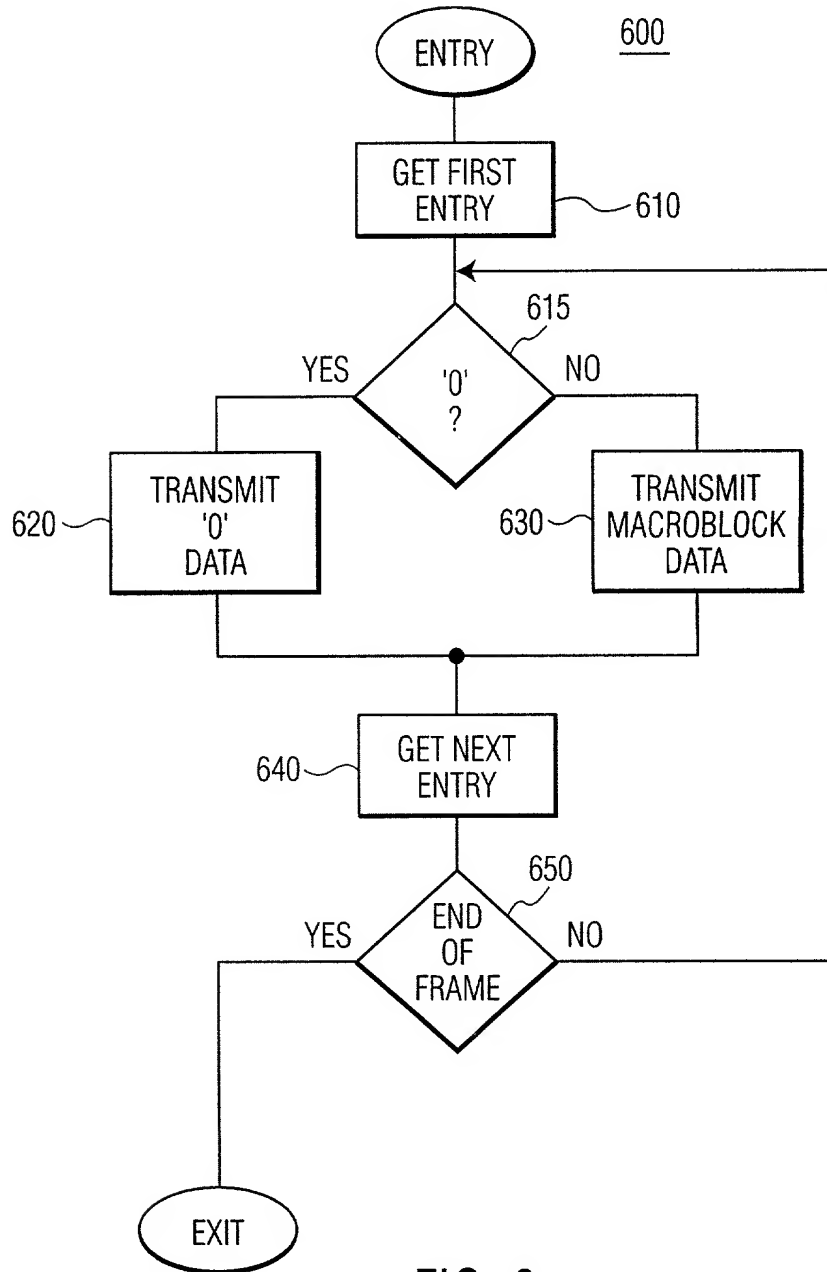 ENTRY
600
GET FIRST
ENTRY
610
615
YES
'0'
?
NO
TRANSMIT
'0'
DATA
620
TRANSMIT
MACROBLOCK
DATA
630
GET NEXT
ENTRY
640
650
YES
END
OF
FRAME
NO
EXIT